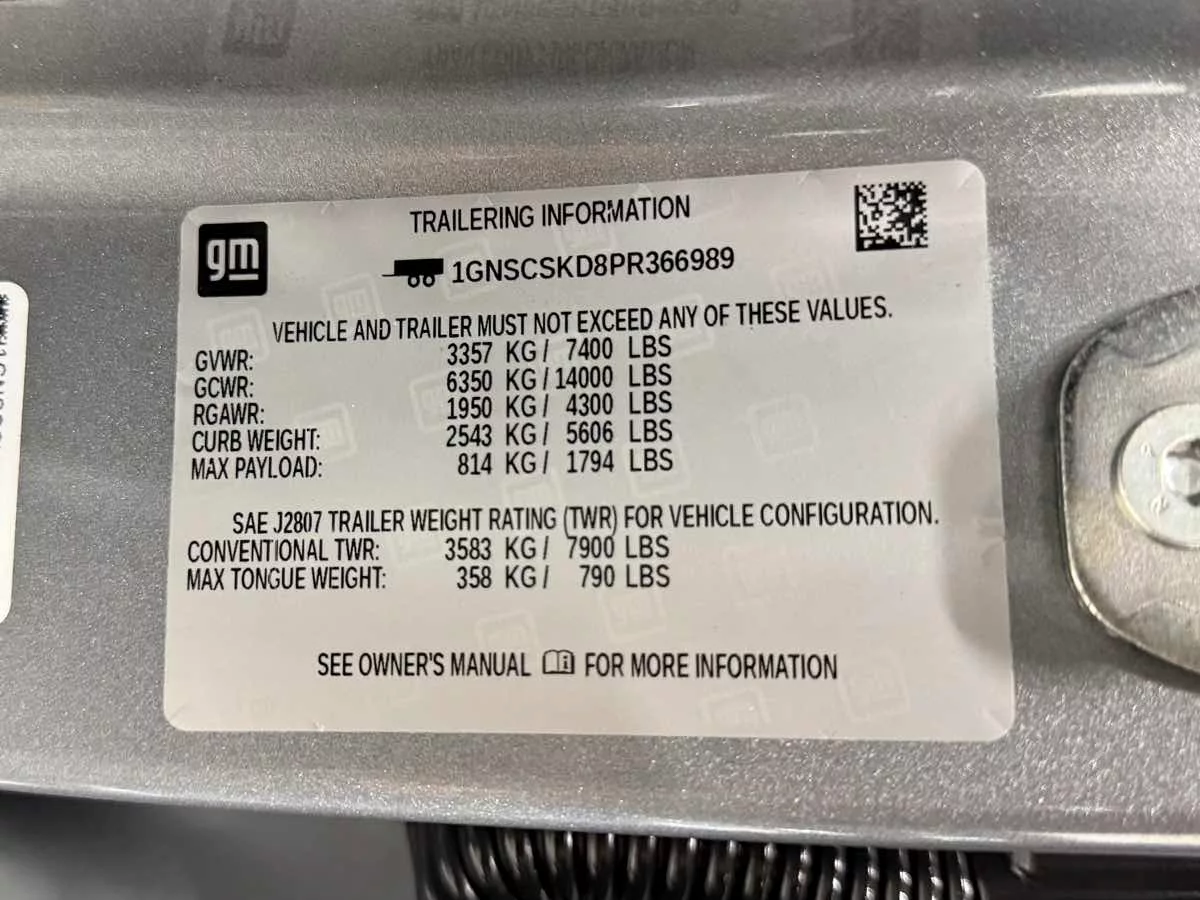 TRAILERING INFORMATION
gm
1GNSCSKD8PR366989
VEHICLE AND TRAILER MUST NOT EXCEED ANY OF THESE VALUES.
GVWR: 3357 KG/ 7400 LBS
GCWR: 6350 KG/14000 LBS
RGAWR: 1950 KG/ 4300 LBS
CURB WEIGHT: 2543 KG/ 5606 LBS
MAX PAYLOAD: 814 KG/ 1794 LBS
SAE J2807 TRAILER WEIGHT RATING (TWR) FOR VEHICLE CONFIGURATION.
CONVENTIONAL TWR: 3583 KG/ 7900 LBS
MAX TONGUE WEIGHT: 358 KG/ 790 LBS
SEE OWNER'S MANUAL FOR MORE INFORMATION